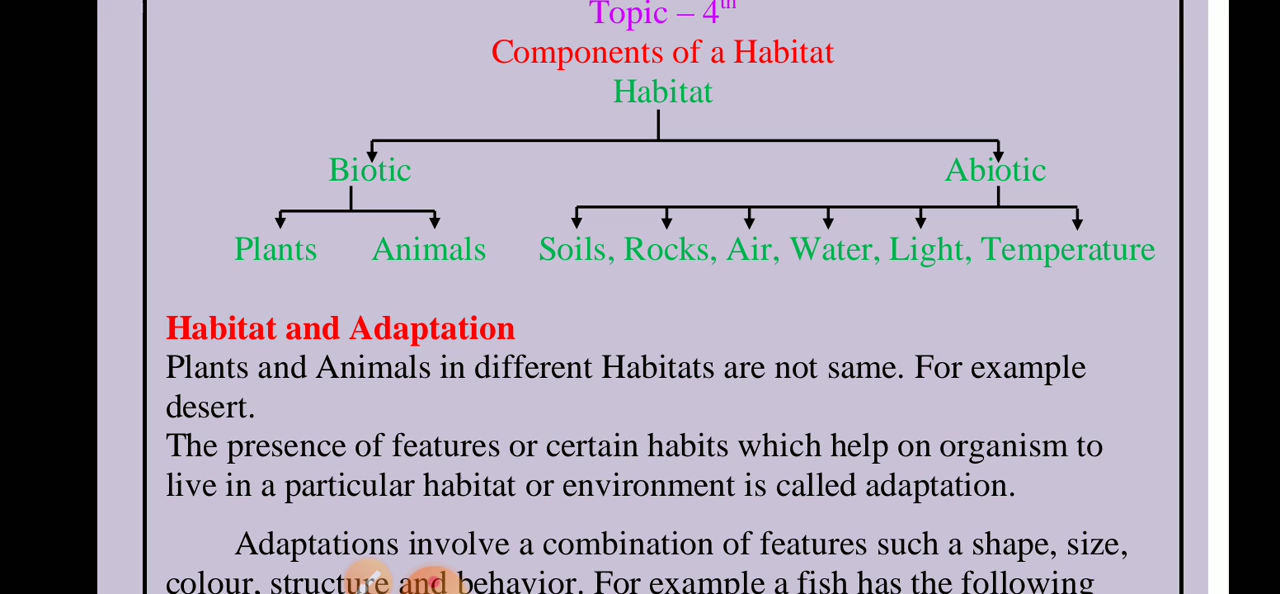 Topic – 4th
Components of a Habitat
Habitat
Biotic Abiotic
Plants Animals Soils, Rocks, Air, Water, Light, Temperature
Habitat and Adaptation
Plants and Animals in different Habitats are not same. For example
desert.
The presence of features or certain habits which help on organism to
live in a particular habitat or environment is called adaptation.
Adaptations involve a combination of features such a shape, size,
colour, structure and behavior. For example a fish has the following